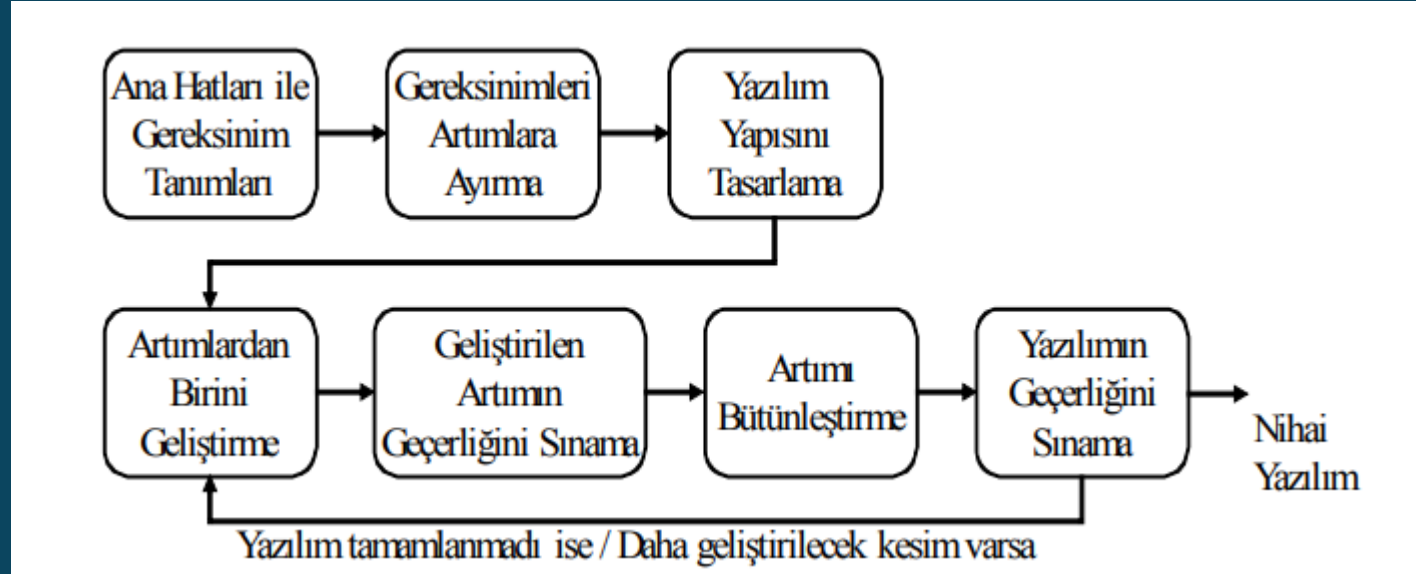 Ana Hatları ile
Gereksinim
Tanımları
Gereksinimleri
Artımlara
Ayırma
Yazılım
Yapısını
Tasarlama
Artımlardan
Birini
Geliştirme
Geliştirilen
Artımın
Geçerliğini Sınama
Artımı
Bütünleştirme
Yazılımın
Geçerliğini
Sınama
Nihai
Yazılım
Yazılım tamamlanmadı ise / Daha geliştirilecek kesim varsa